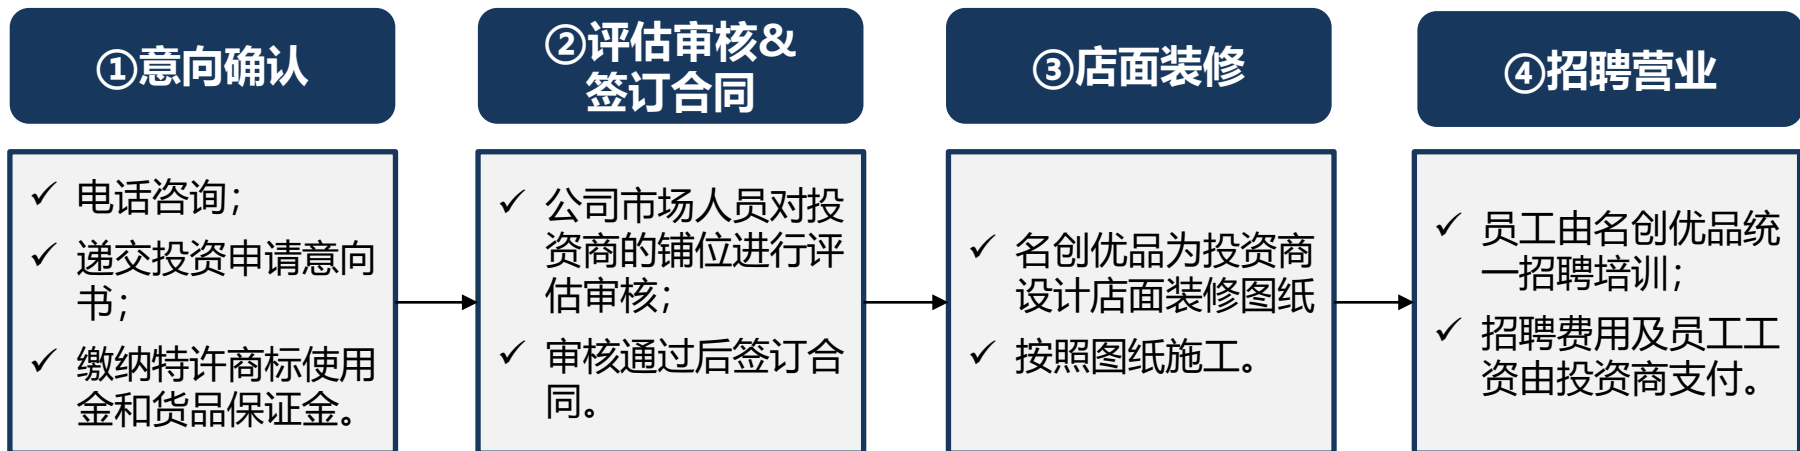 ①意向确认
✓ 电话咨询；
✓ 递交投资申请意向
书；
✓ 缴纳特许商标使用
金和货品保证金。
②评估审核&
签订合同
✓ 公司市场人员对投
资商的铺位进行评
估审核；
✓ 审核通过后签订合
同。
③店面装修
✓ 名创优品为投资商
设计店面装修图纸
✓ 按照图纸施工。
④招聘营业
✓ 员工由名创优品统
一招聘培训；
✓ 招聘费用及员工工
资由投资商支付。